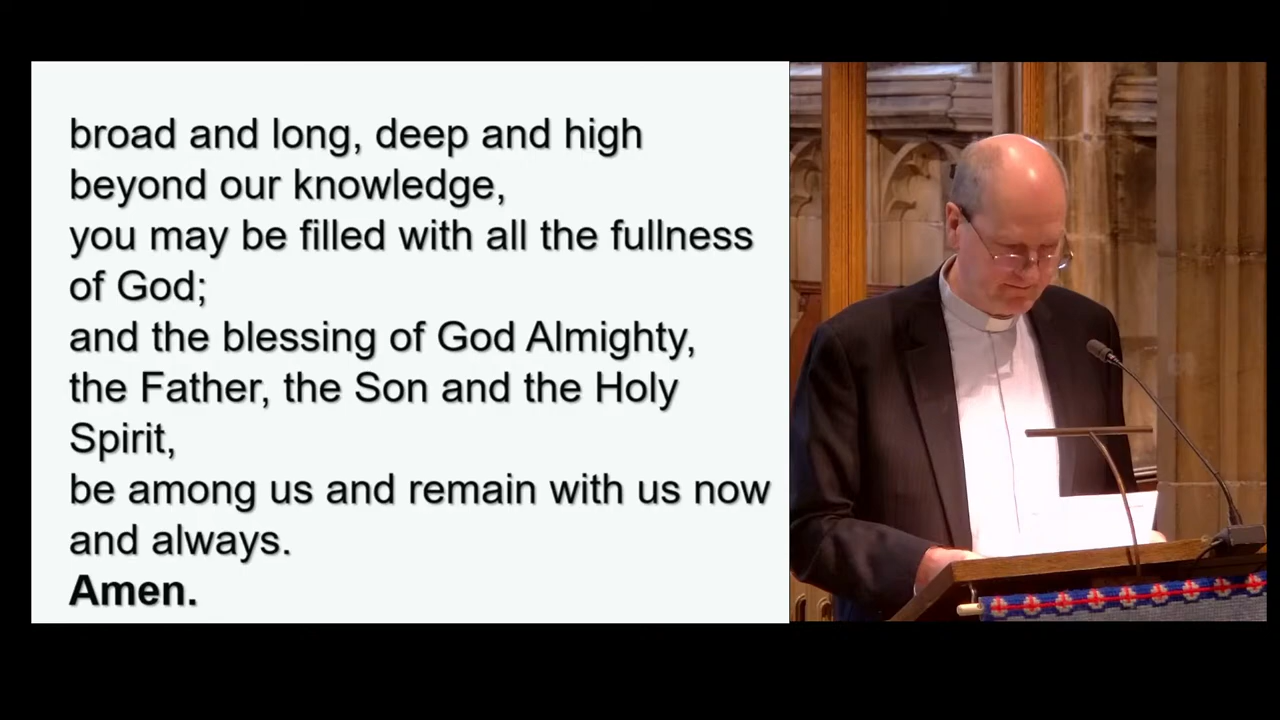 broad and long, deep and high
beyond our knowledge,
you may be filled with all the fullness
of God;
and the blessing of God Almighty,
the Father, the Son and the Holy
Spirit,
be among us and remain with us now
and always.
Amen.